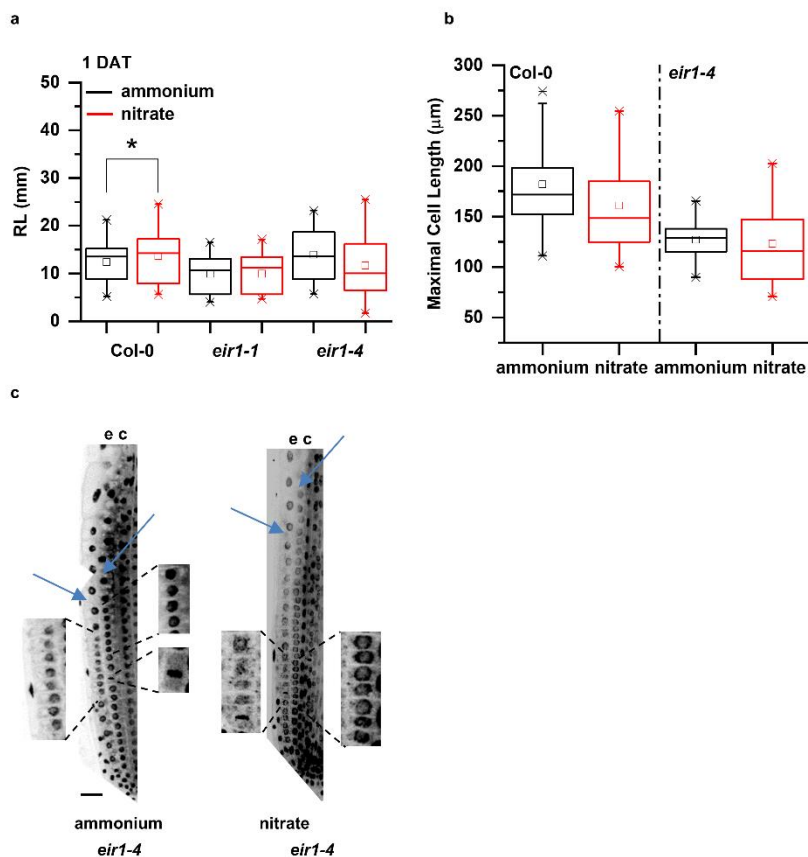 a
1 DAT
ammonium
nitrate
*
RL (mm)
50
40
30
20
10
0
Col-0
eir1-1
eir1-4
b
Col-0
eir1-4
Maximal Cell Length (μm)
300
250
200
150
100
50
ammonium nitrate ammonium nitrate
c
e c
e c
ammonium
nitrate
eir1-4
eir1-4